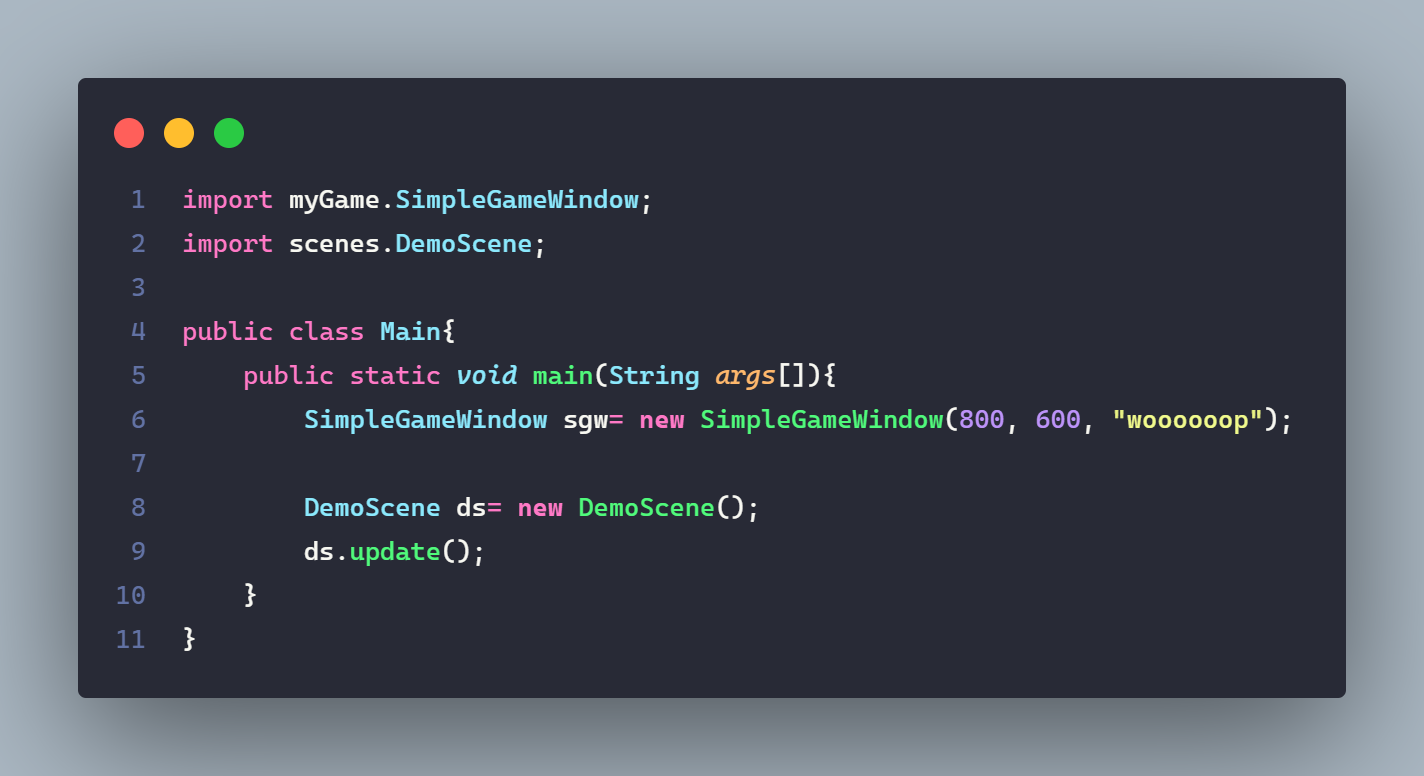 1 import myGame.SimpleGameWindow;
2 import scenes.DemoScene;
3
4 public class Main{
5     public static void main(String args[]){
6         SimpleGameWindow sgw= new SimpleGameWindow(800, 600, "woooooop");
7
8         DemoScene ds= new DemoScene();
9         ds.update();
10     }
11 }